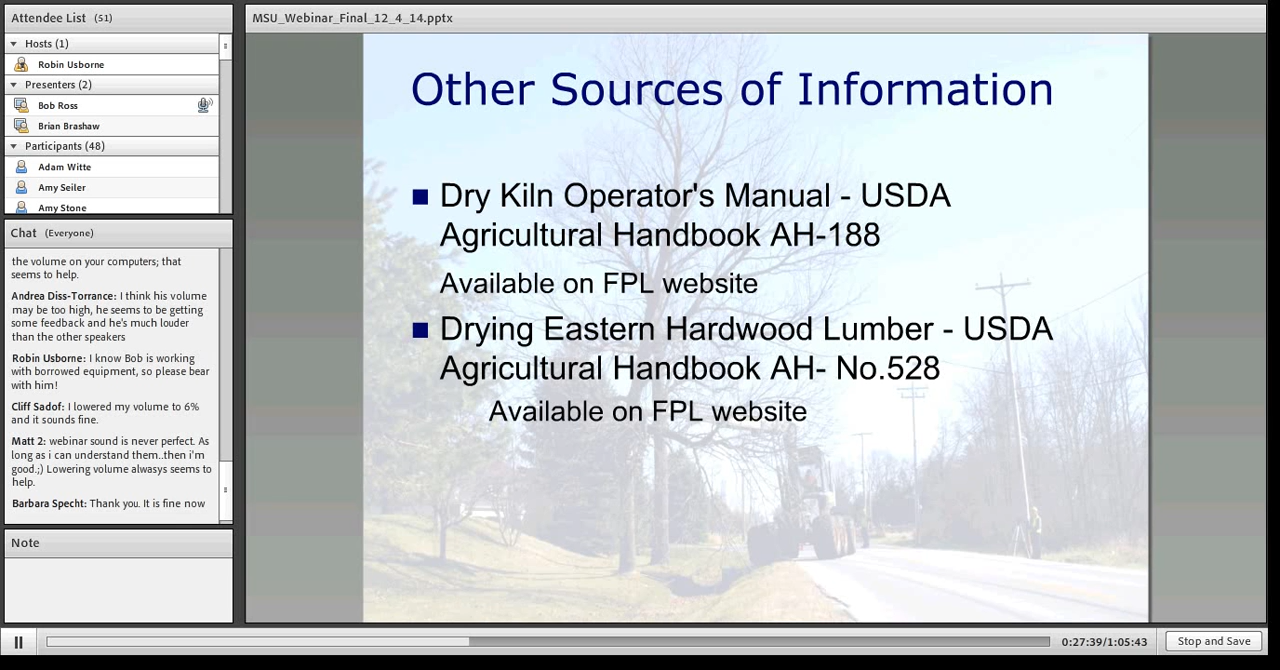 Attendee List (51)
Hosts (1)
Robin Usborne
Presenters (2)
Bob Ross
Brian Brashaw
Participants (48)
Adam Witte
Amy Seiler
Amy Stone
Chat (Everyone)
the volume on your computers; that
seems to help.
Andrea Diss-Torrance: I think his volume
may be too high, he seems to be getting
some feedback and he's much louder
than the other speakers
Robin Usborne: I know Bob is working
with borrowed equipment, so please bear
with him!
Cliff Sadof: I lowered my volume to 6%
and it sounds fine.
Matt 2: webinar sound is never perfect. As
long as i can understand them..then i'm
good.;) Lowering volume alwasys seems to
help.
Barbara Specht: Thank you. It is fine now
Note
MSU_Webinar_Final_12_4_14.pptx
Other Sources of Information
■ Dry Kiln Operator's Manual - USDA
Agricultural Handbook AH-188
Available on FPL website
■ Drying Eastern Hardwood Lumber - USDA
Agricultural Handbook AH- No.528
Available on FPL website
0:27:39/1:05:43
Stop and Save